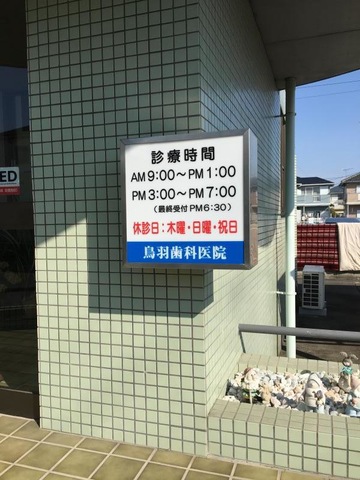 診療時間
AM 9:00～PM 1:00
PM 3:00～PM 7:00
(最終受付 PM6:30)
休診日:木曜・日曜・祝日
鳥羽歯科医院
ED